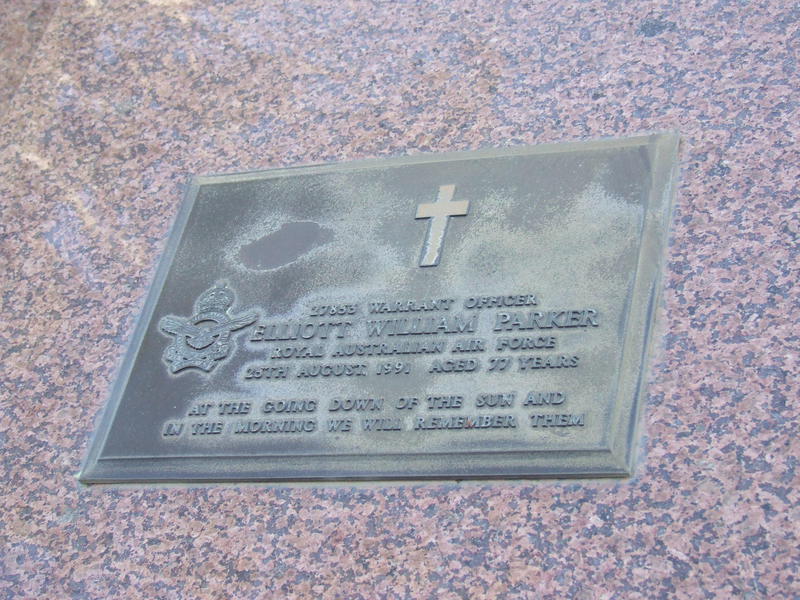 27853 WARRANT OFFICER
ELLIOTT WILLIAM PARKER
ROYAL AUSTRALIAN AIR FORCE
25TH AUGUST 1991 AGED 77 YEARS
AT THE GOING DOWN OF THE SUN AND
IN THE MORNING WE WILL REMEMBER THEM